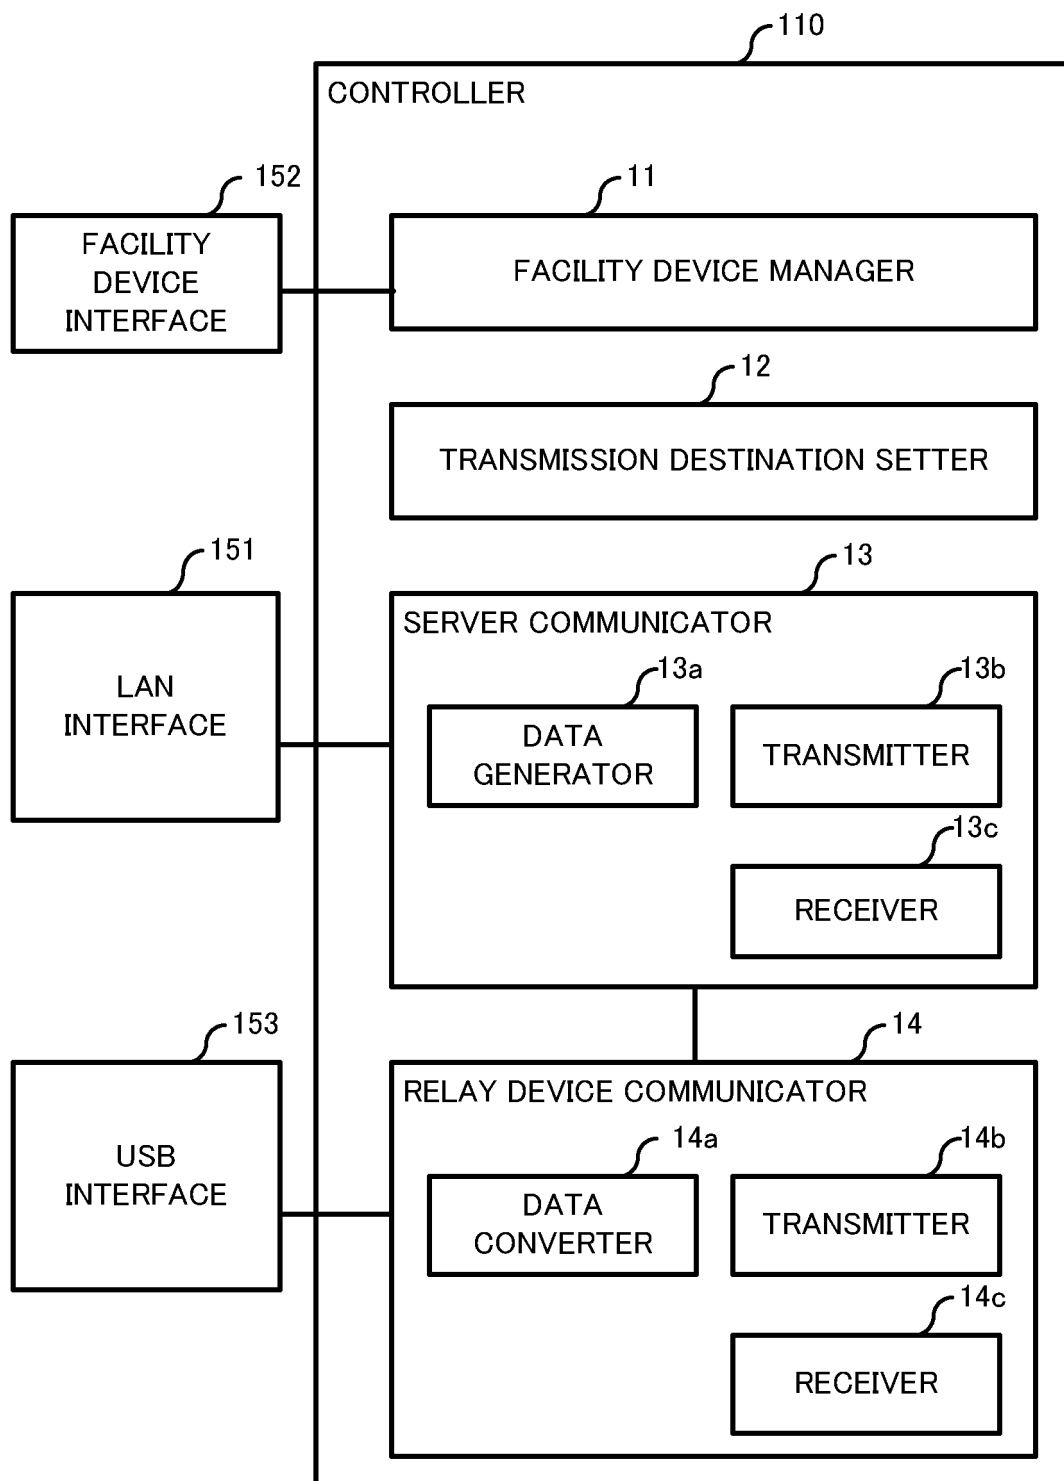 110
CONTROLLER
152
FACILITY
DEVICE
INTERFACE
11
FACILITY DEVICE MANAGER
12
TRANSMISSION DESTINATION SETTER
151
LAN
INTERFACE
13
SERVER COMMUNICATOR
13a
DATA
GENERATOR
13b
TRANSMITTER
13c
RECEIVER
153
USB
INTERFACE
14
RELAY DEVICE COMMUNICATOR
14a
DATA
CONVERTER
14b
TRANSMITTER
14c
RECEIVER